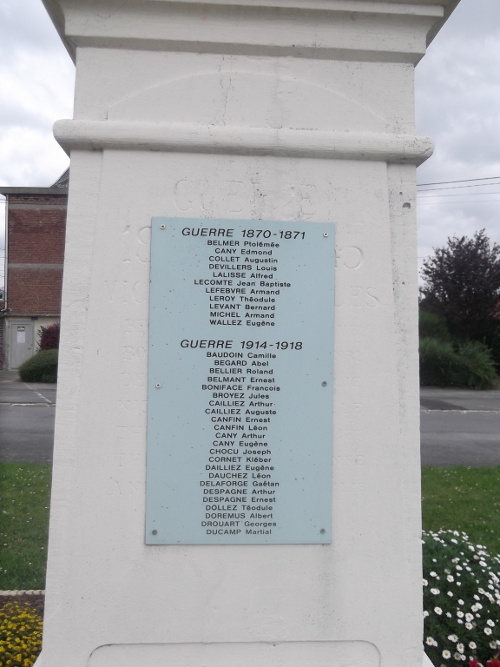 GUERRE 1870-1871
BELMER Ptolémée
CANY Edmond
COLLET Augustin
DEVILLERS Louis
LALISSE Alfred
LECOMTE Jean Baptiste
LEFEBVRE Armand
LEROY Théodule
LEVANT Bernard
MICHEL Armand
WALLEZ Eugène
GUERRE 1914-1918
BAUDOIN Camille
BEGARD Abel
BELLIER Roland
BELMANT Ernest
BONIFACE François
BROYEZ Jules
CAILLIEZ Arthur
CAILLIEZ Auguste
CANFIN Ernest
CANFIN Léon
CANY Arthur
CANY Eugène
CHOCU Joseph
CORNET Kléber
DAILLIEZ Eugène
DAUCHEZ Léon
DELAFORGE Gaëtan
DESPAGNE Arthur
DESPAGNE Ernest
DOLLEZ Téodule
DOREMUS Albert
DROUART Georges
DUCAMP Martial